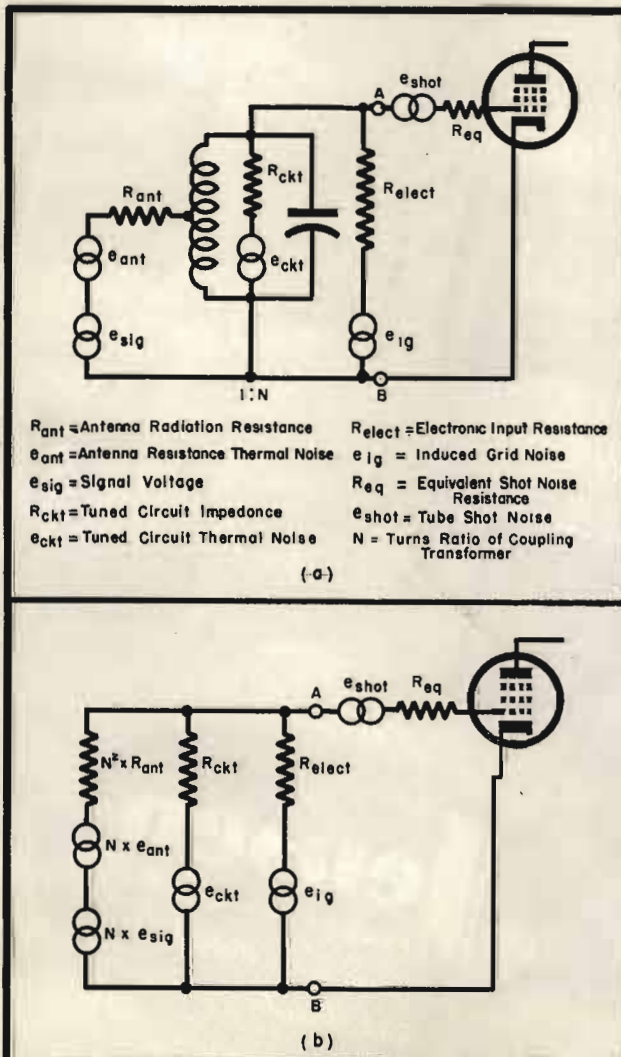 A
e shot
R eq
R ant
R ckt
R elect
e ant
e ckt
e sig
e ig
1:N
B
R ant = Antenna Radiation Resistance
e ant = Antenna Resistance Thermal Noise
e sig = Signal Voltage
R ckt = Tuned Circuit Impedonce
e ckt = Tuned Circuit Thermal Noise
R elect = Electronic Input Resistance
e ig = Induced Grid Noise
R eq = Equivalent Shot Noise
Resistance
e shot = Tube Shot Noise
N = Turns Ratio of Coupling
Transformer
(a)
A
e shot
R eq
N² x R ant
R ckt
R elect
N x e ant
e ckt
e ig
N x e sig
B
(b)